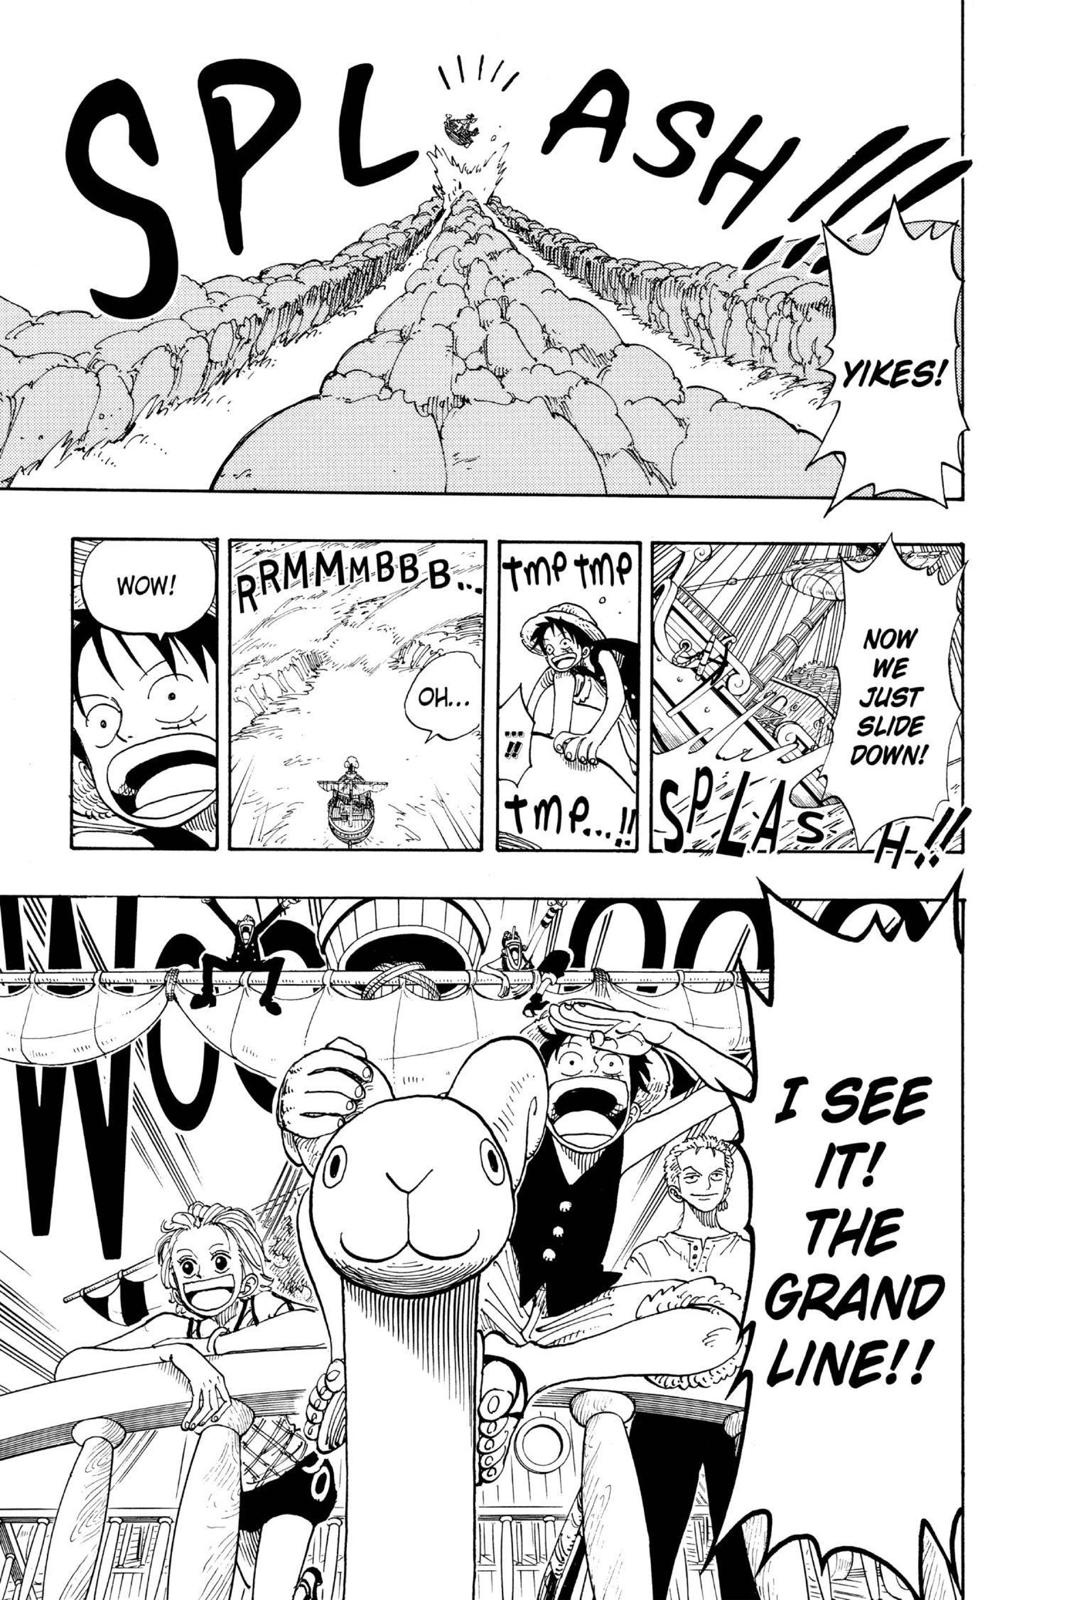 SPLASH!!!
YIKES!
NOW
WE
JUST
SLIDE
DOWN!
SPLASH!!
tmp tmp
...!!
tmp...!!
RRMMMBBB...
OH...
WOW!
I SEE
IT!
THE
GRAND
LINE!!